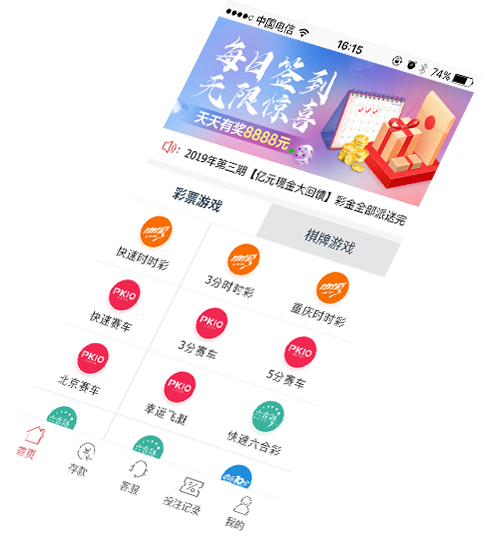 中国电信
16:15
74%
每日签到
无限惊喜
天天有奖8888元
2019年第三期【亿元现金大回馈】彩金全部派送完
彩票游戏
棋牌游戏
快速时时彩
3分时时彩
重庆时时彩
PK10
快速赛车
PK10
3分赛车
PK10
5分赛车
PK10
北京赛车
PK10
幸运飞艇
六合彩
快速六合彩
六合彩
六合彩
首页
存款
客服
投注记录
我的